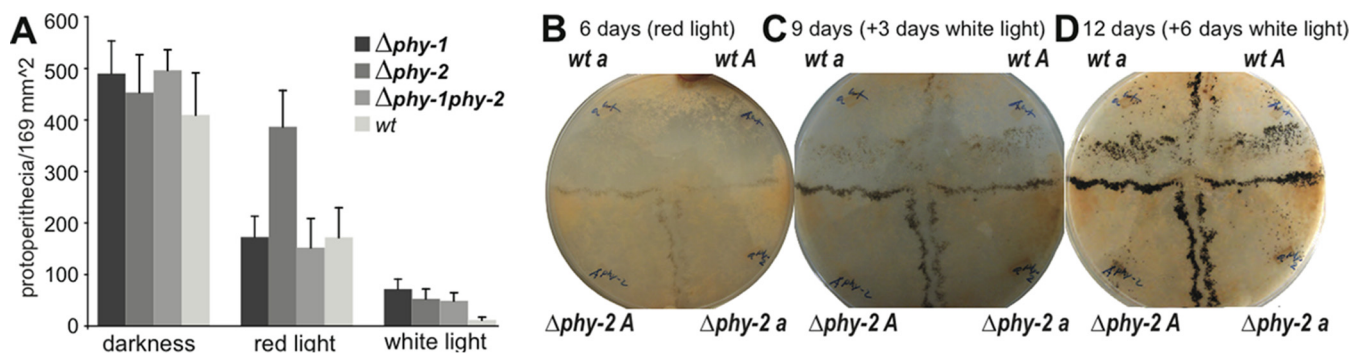 A
600
500
400
300
200
100
0
protoperithecia/169 mm^2
Δphy-1
Δphy-2
Δphy-1phy-2
wt
darkness
red light
white light
B 6 days (red light)
wt a wt A
Δphy-2 A Δphy-2 a
C 9 days (+3 days white light)
wt a wt A
Δphy-2 A Δphy-2 a
D 12 days (+6 days white light)
wt a wt A
Δphy-2 A Δphy-2 a